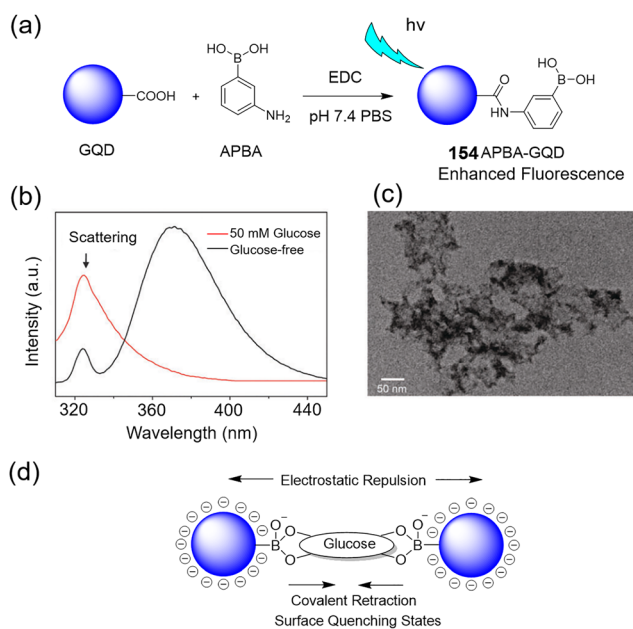 (a)
hν
HO OH
B
COOH
+
NH₂
EDC
pH 7.4 PBS
O
HN
HO
B
OH
GQD
APBA
154 APBA-GQD
Enhanced Fluorescence
(b)
Scattering
50 mM Glucose
Glucose-free
Intensity (a.u.)
320 360 400 440
Wavelength (nm)
(c)
50 nm
(d)
Electrostatic Repulsion
O⁻ O⁻
O O
B Glucose B
O O
Covalent Retraction
Surface Quenching States